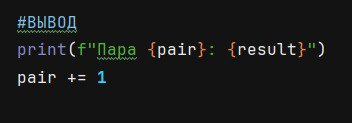 #ВЫВОД
print(f"Пара {pair}: {result}")
pair += 1